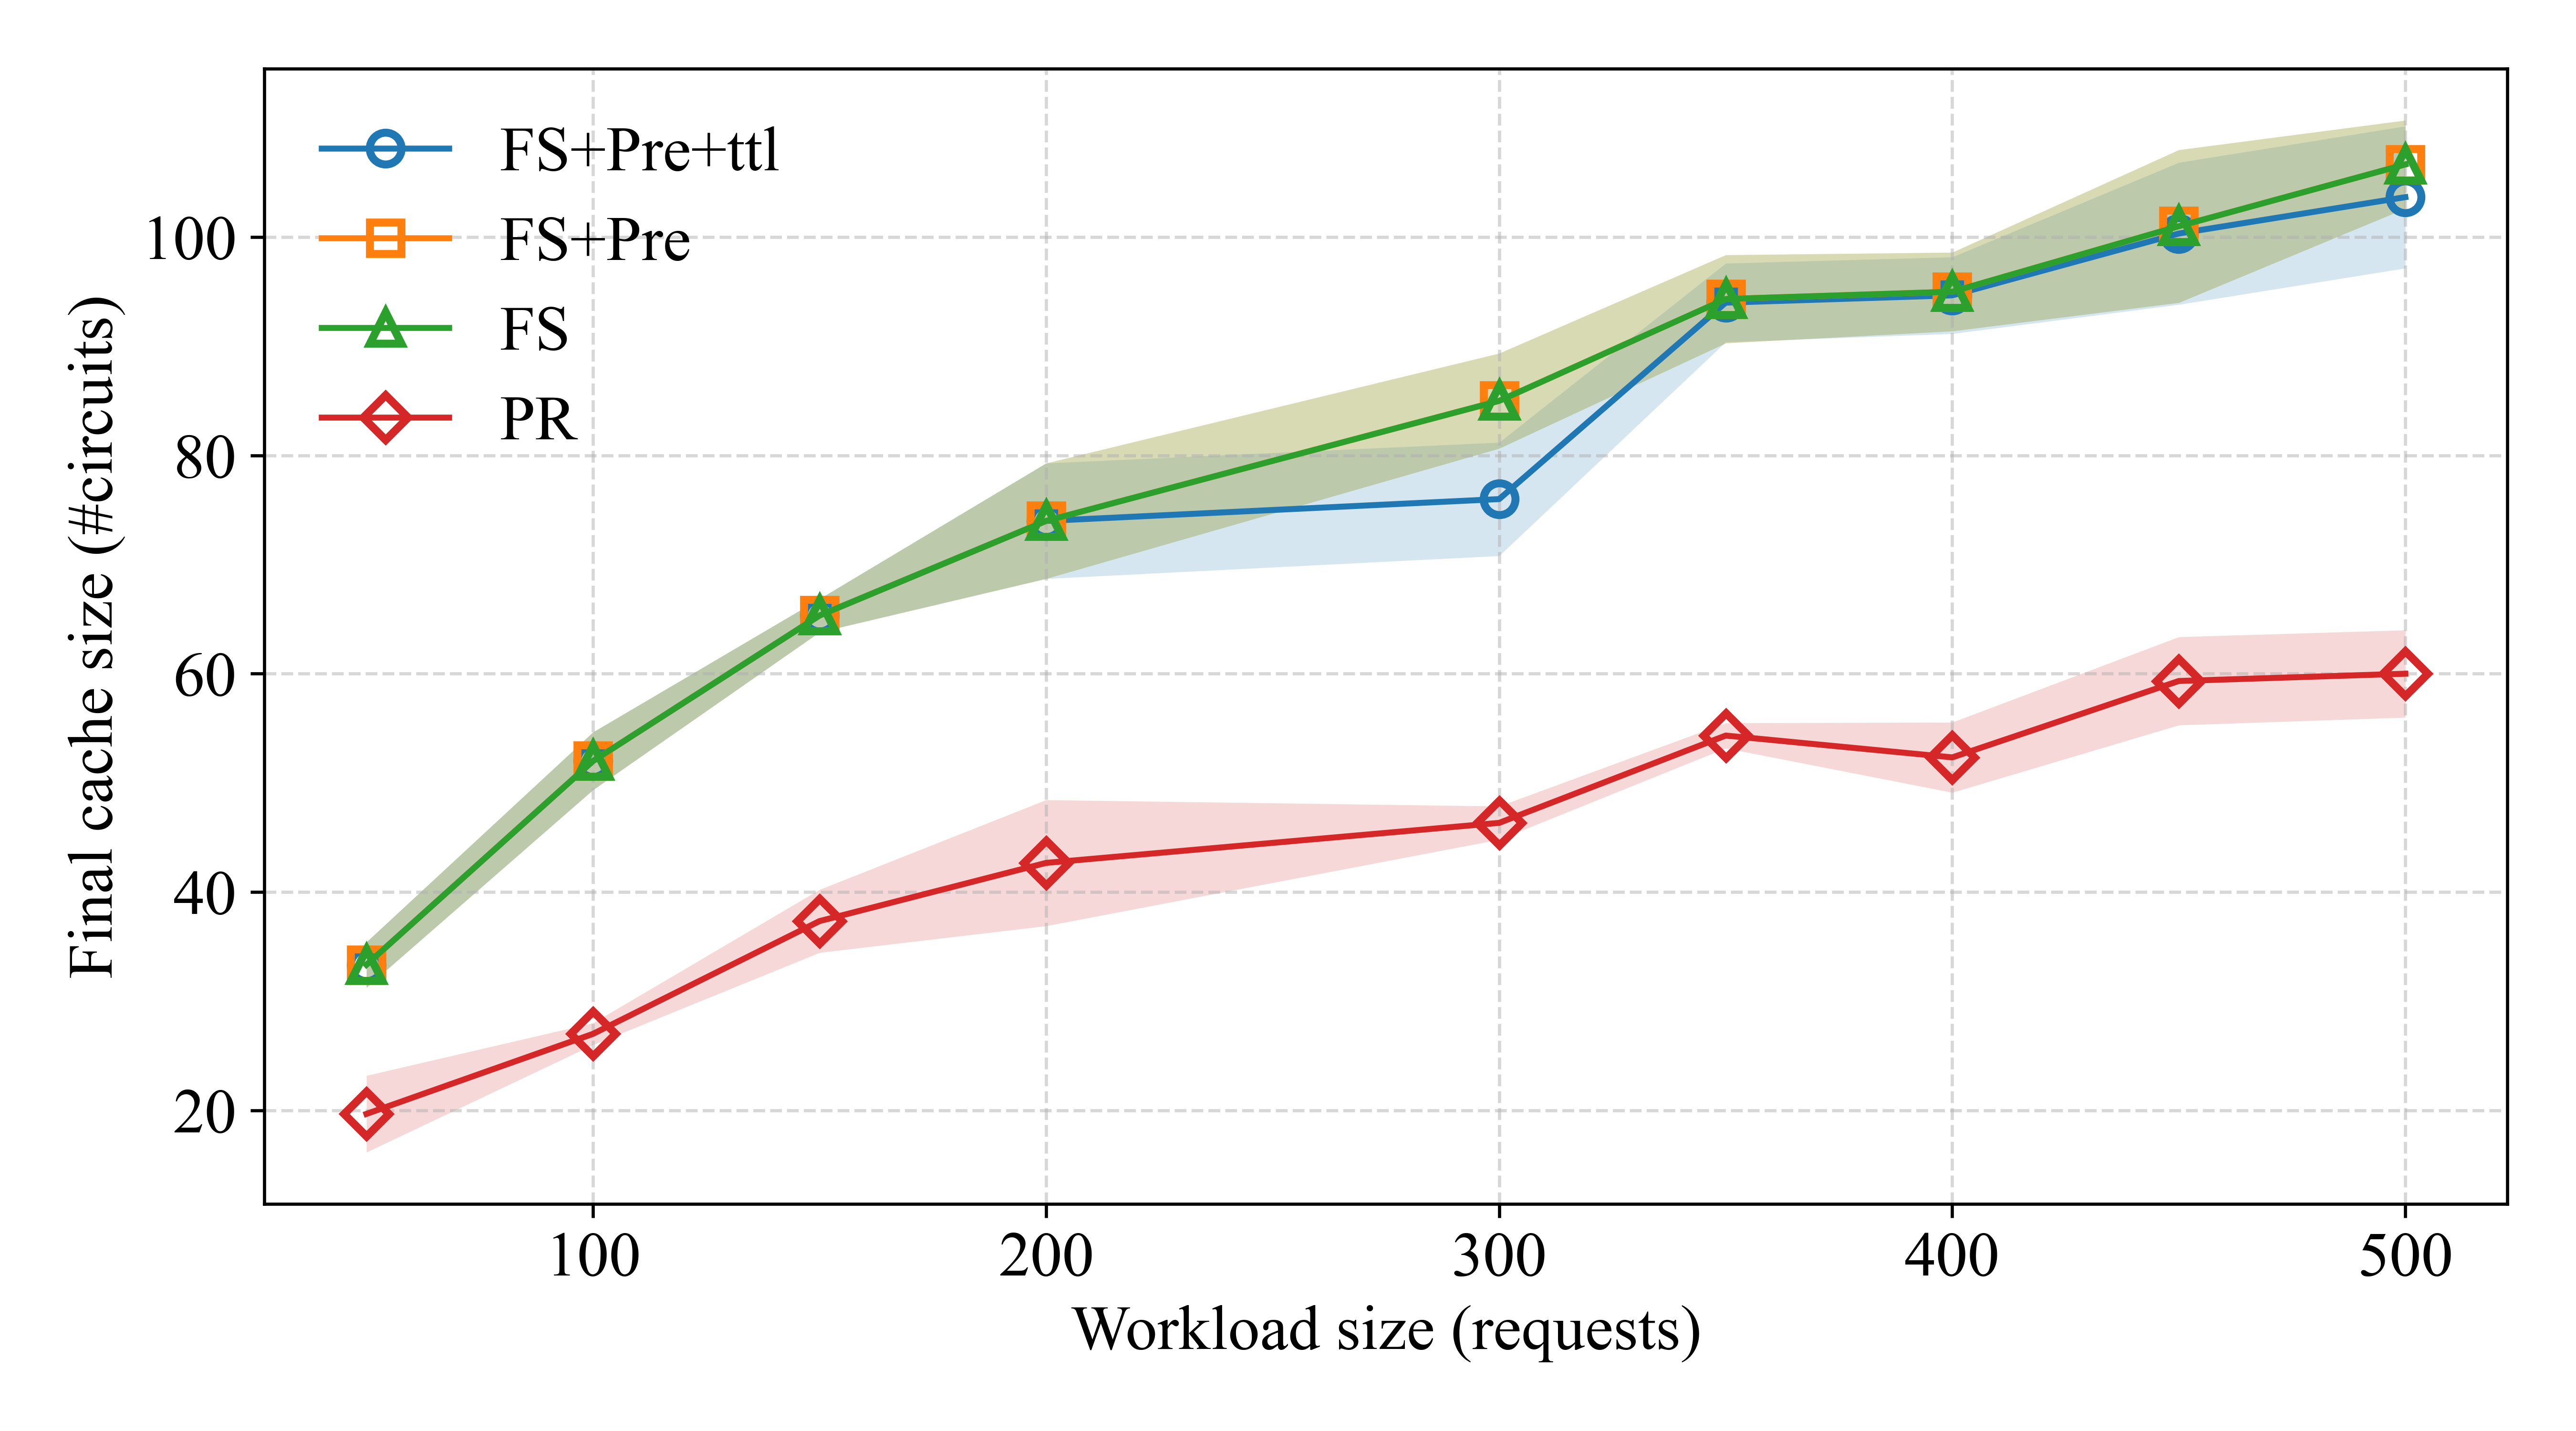 FS+Pre+ttl
FS+Pre
FS
PR
Final cache size (#circuits)
100
80
60
40
20
100 200 300 400 500
Workload size (requests)